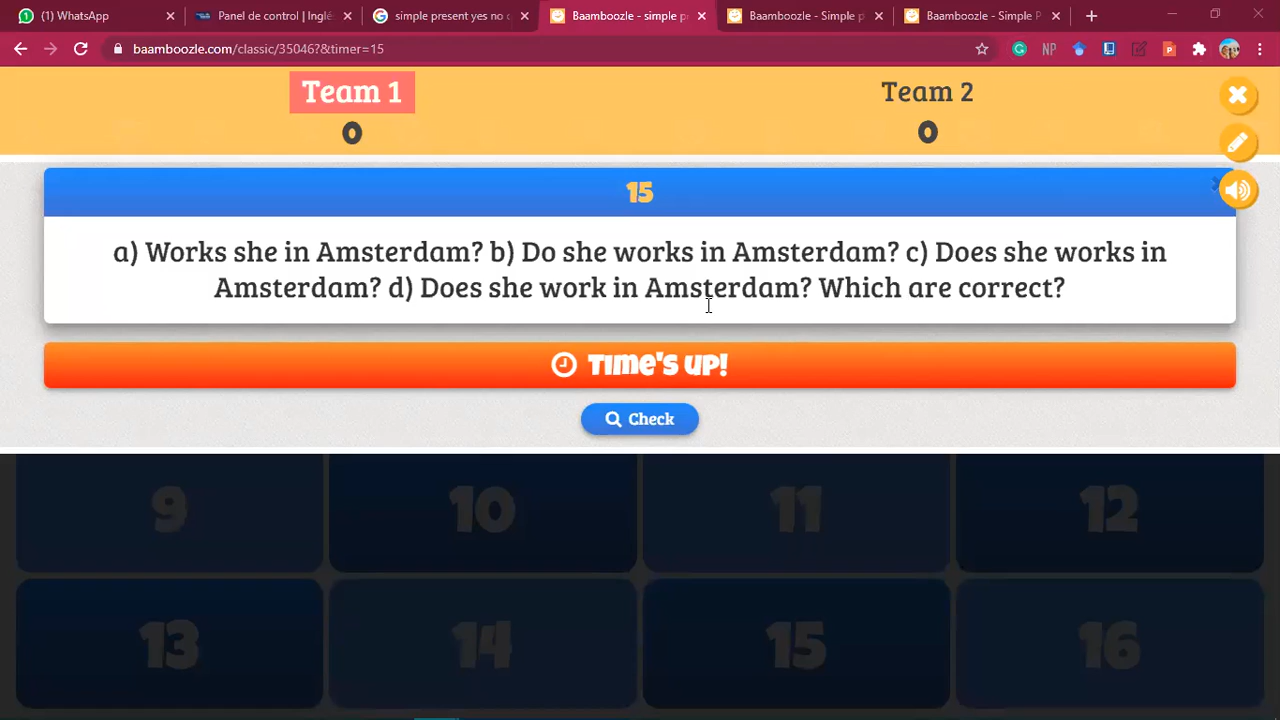 (1) WhatsApp
Panel de control | Inglé
simple present yes no q
Baamboozle - simple pr
Baamboozle - Simple p
Baamboozle - Simple P
baamboozle.com/classic/35046?&timer=15
NP
Team 1
Team 2
0
0
15
a) Works she in Amsterdam? b) Do she works in Amsterdam? c) Does she works in
Amsterdam? d) Does she work in Amsterdam? Which are correct?
Time's up!
Check
9
10
11
12
13
14
15
16